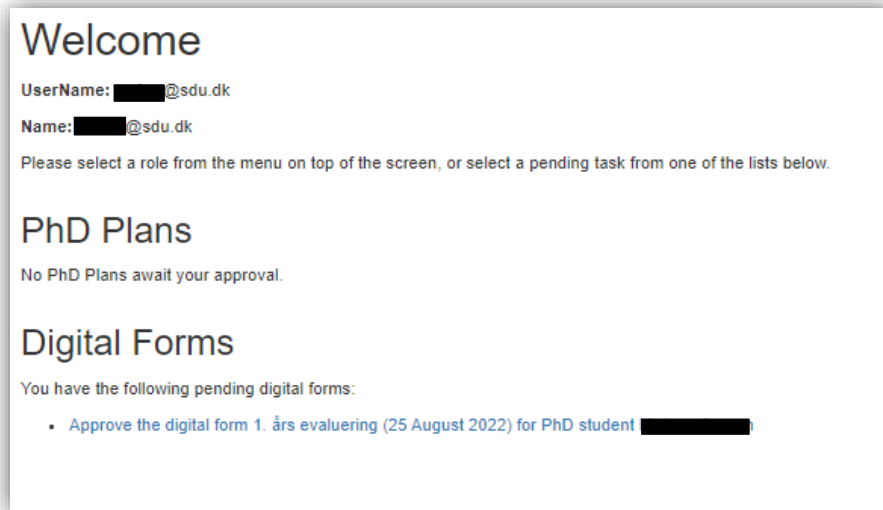 Welcome
UserName: @sdu.dk
Name: @sdu.dk
Please select a role from the menu on top of the screen, or select a pending task from one of the lists below.
PhD Plans
No PhD Plans await your approval.
Digital Forms
You have the following pending digital forms:
• Approve the digital form 1. års evaluering (25 August 2022) for PhD student